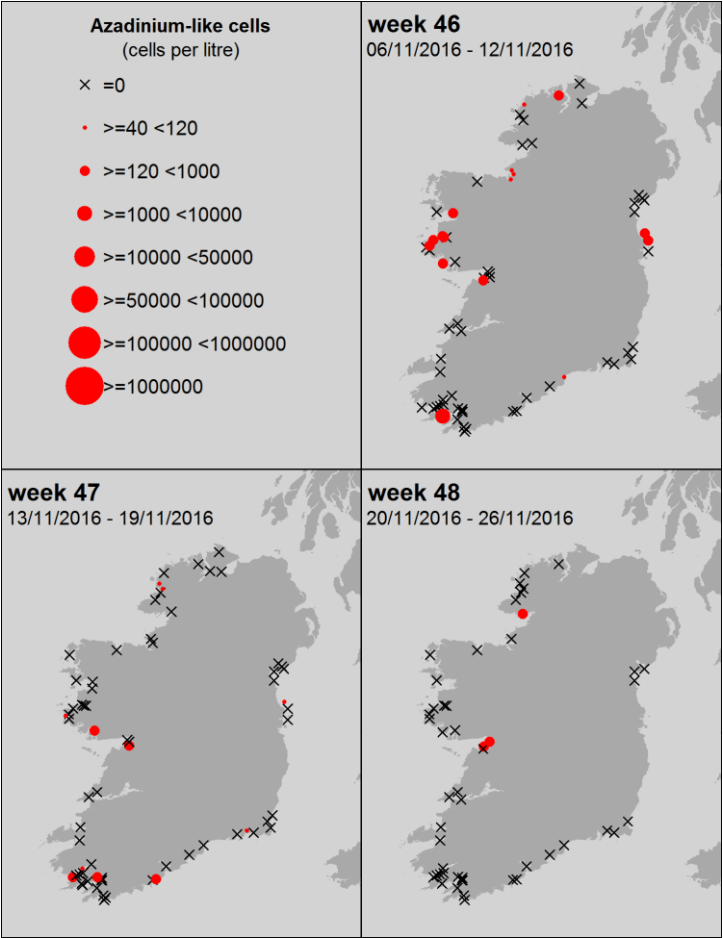 Azadinium-like cells
(cells per litre)
=0
>=40 <120
>=120 <1000
>=1000 <10000
>=10000 <50000
>=50000 <100000
>=100000 <1000000
>=1000000
week 46
06/11/2016 - 12/11/2016
week 47
13/11/2016 - 19/11/2016
week 48
20/11/2016 - 26/11/2016